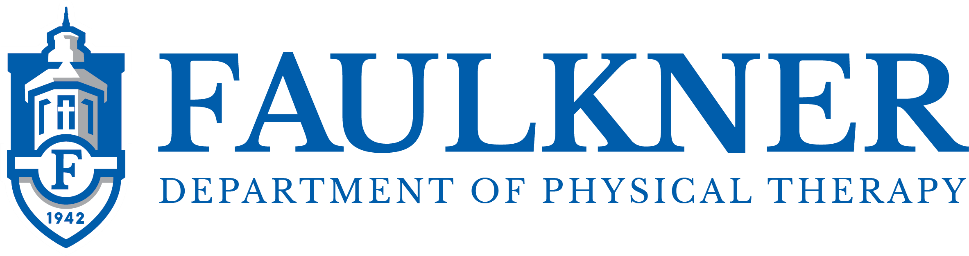 FAULKNER
DEPARTMENT OF PHYSICAL THERAPY
F
1942